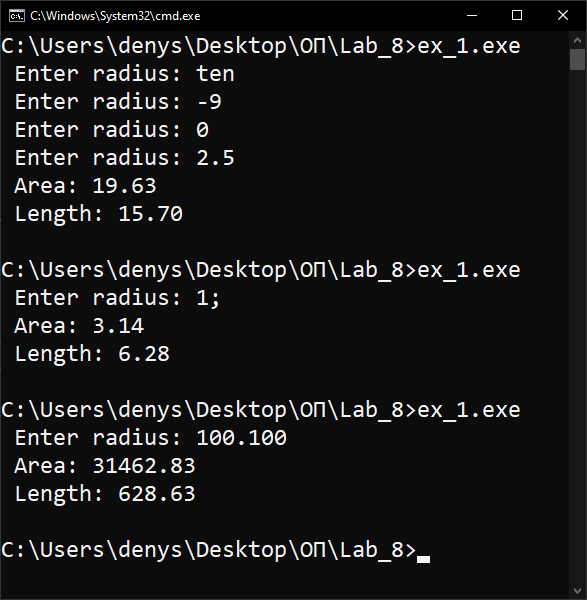 C:\Windows\System32\cmd.exe
C:\Users\denys\Desktop\ОП\Lab_8>ex_1.exe
Enter radius: ten
Enter radius: -9
Enter radius: 0
Enter radius: 2.5
Area: 19.63
Length: 15.70
C:\Users\denys\Desktop\ОП\Lab_8>ex_1.exe
Enter radius: 1;
Area: 3.14
Length: 6.28
C:\Users\denys\Desktop\ОП\Lab_8>ex_1.exe
Enter radius: 100.100
Area: 31462.83
Length: 628.63
C:\Users\denys\Desktop\ОП\Lab_8>